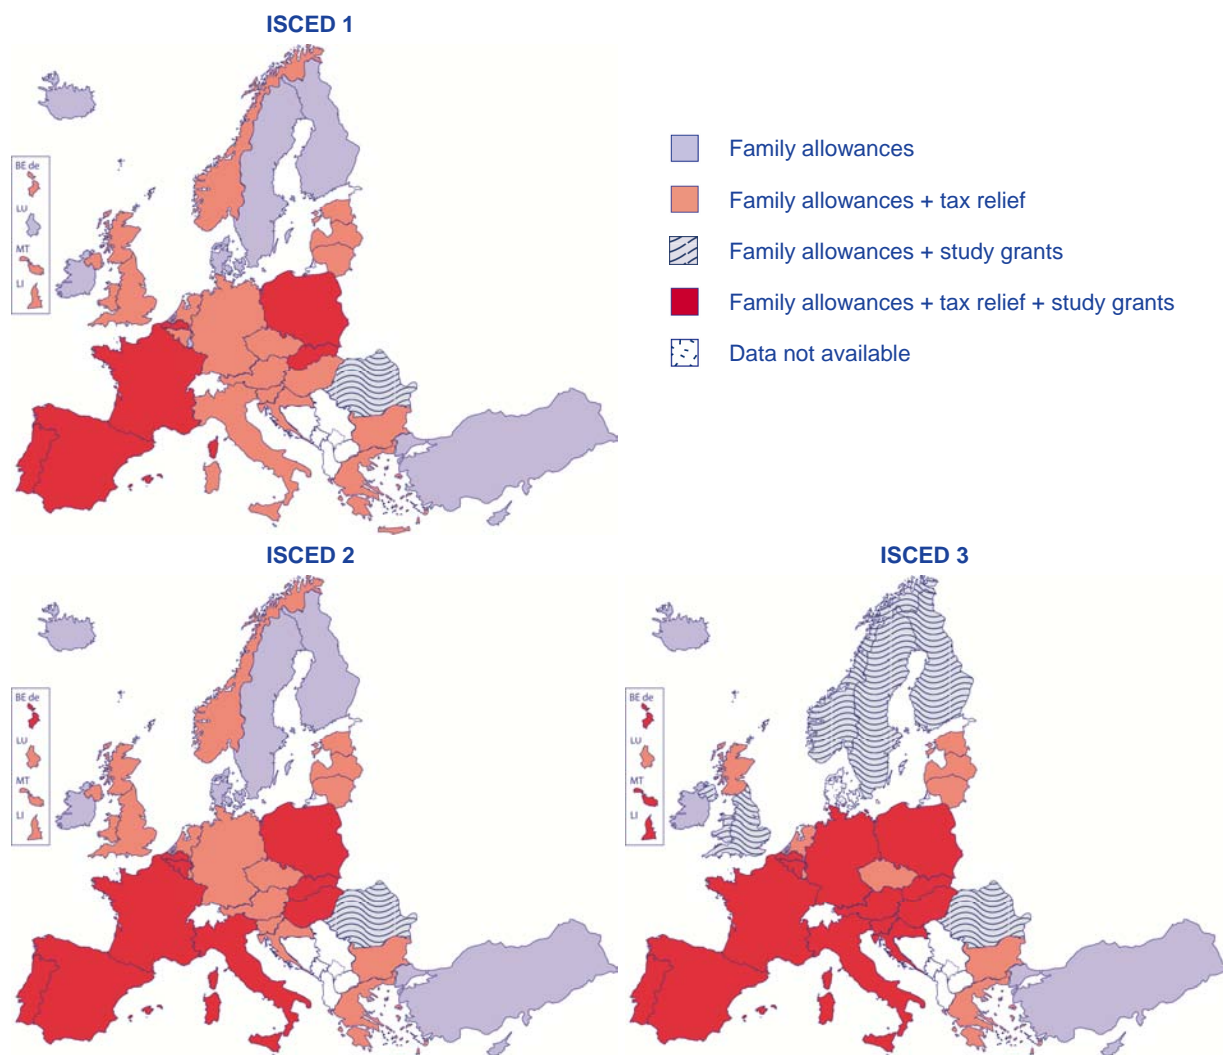 ISCED 1
BE de
LU
MT
LI
Family allowances
Family allowances + tax relief
Family allowances + study grants
Family allowances + tax relief + study grants
Data not available
ISCED 2
ISCED 3
BE de
LU
MT
LI
BE de
LU
MT
LI